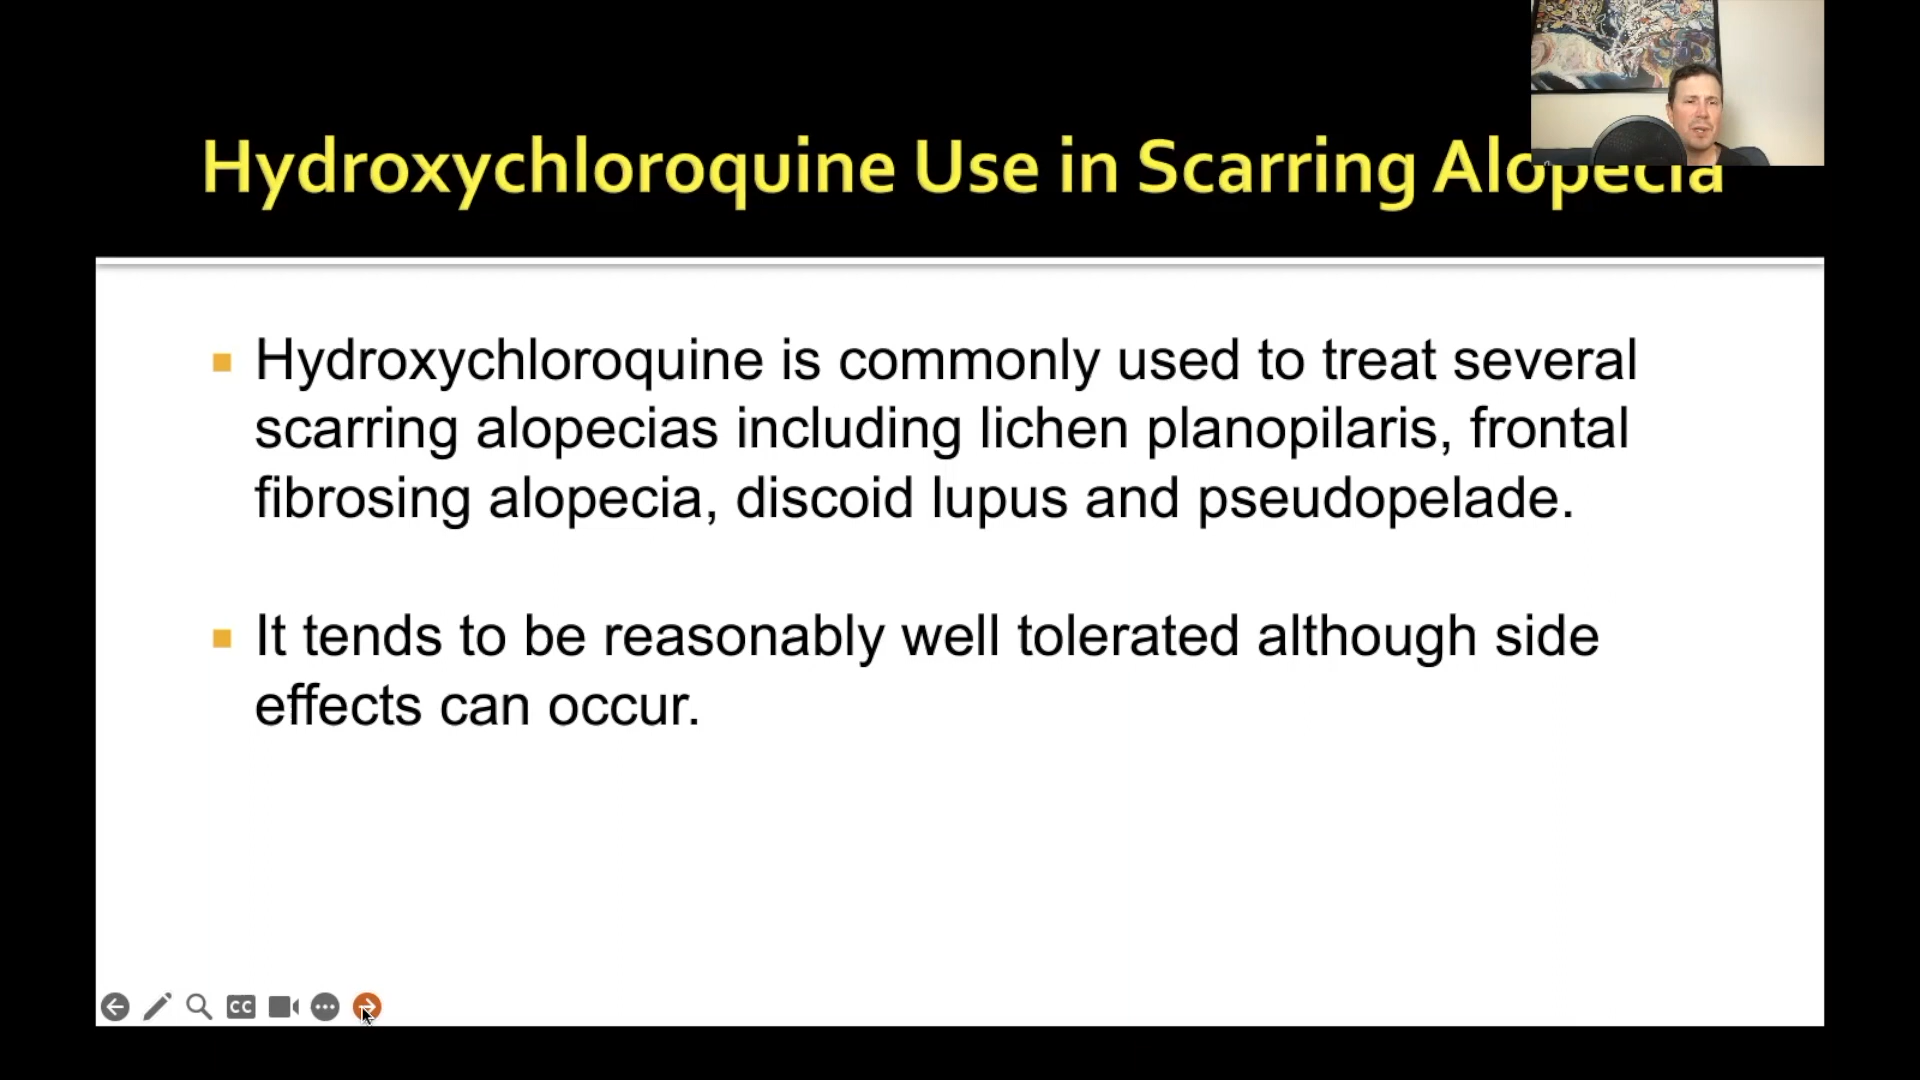 Hydroxychloroquine Use in Scarring Alopecia
Hydroxychloroquine is commonly used to treat several
scarring alopecias including lichen planopilaris, frontal
fibrosing alopecia, discoid lupus and pseudopelade.
It tends to be reasonably well tolerated although side
effects can occur.
CC